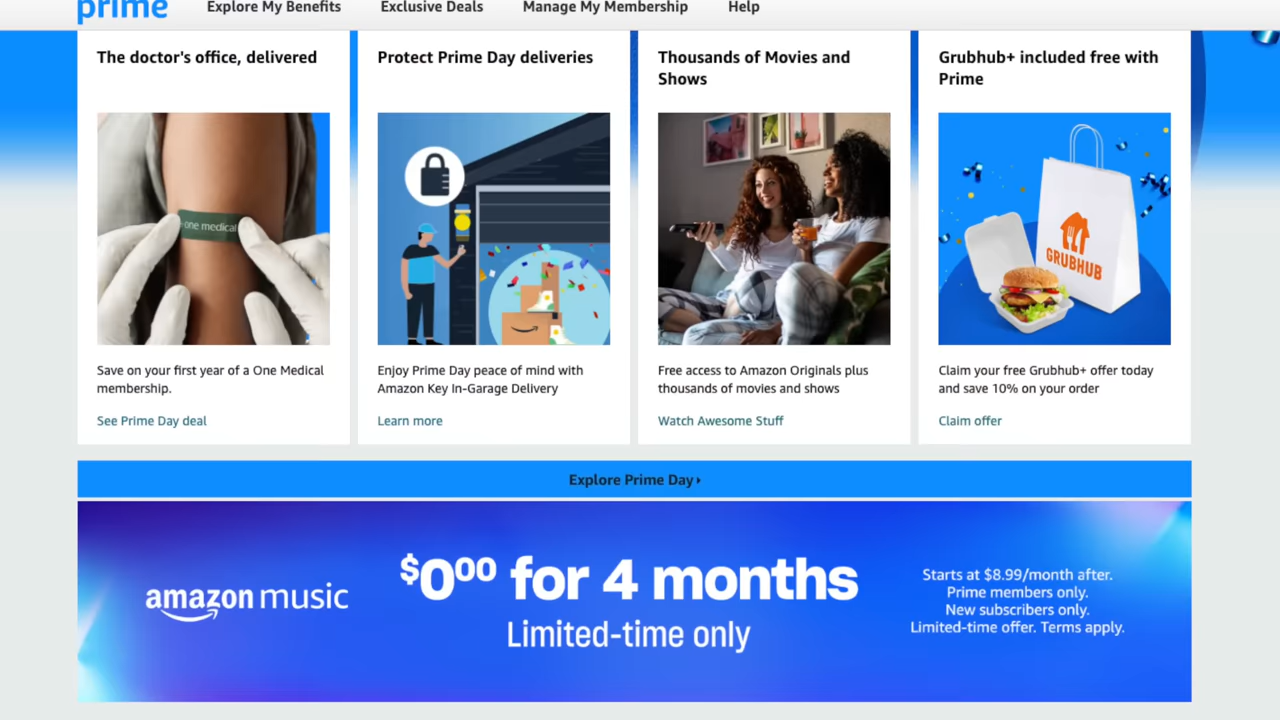 prime
Explore My Benefits
Exclusive Deals
Manage My Membership
Help
The doctor's office, delivered
Protect Prime Day deliveries
Thousands of Movies and
Shows
Grubhub+ included free with
Prime
one medical
GRUBHUB
Save on your first year of a One Medical
membership.
Enjoy Prime Day peace of mind with
Amazon Key In-Garage Delivery
Free access to Amazon Originals plus
thousands of movies and shows
Claim your free Grubhub+ offer today
and save 10% on your order
See Prime Day deal
Learn more
Watch Awesome Stuff
Claim offer
Explore Prime Day
amazon music
$000 for 4 months
Limited-time only
Starts at $8.99/month after.
Prime members only.
New subscribers only.
Limited-time offer. Terms apply.